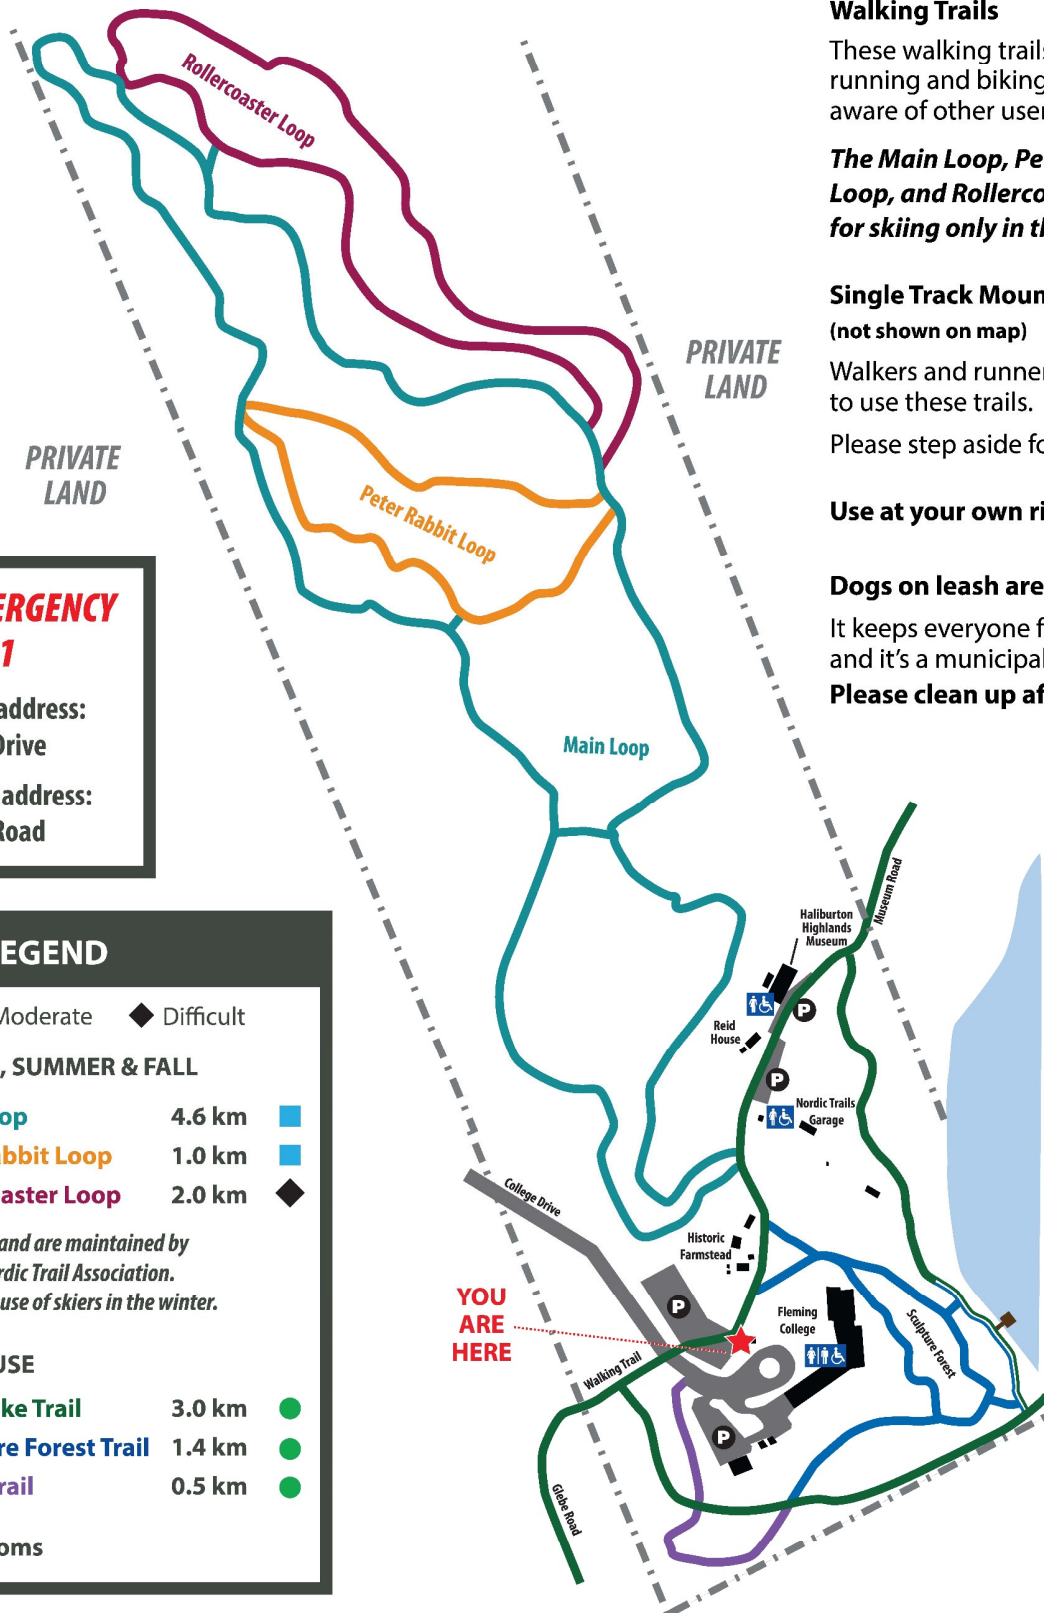 Walking Trails
These walking trails
running and biking
aware of other user
The Main Loop, Pe
Loop, and Rollerco
for skiing only in th
Single Track Moun
(not shown on map)
Walkers and runner
to use these trails.
Please step aside fo
Use at your own ri
Dogs on leash are
It keeps everyone f
and it's a municipal
Please clean up af
Rollercoaster Loop
PRIVATE
LAND
PRIVATE
LAND
Peter Rabbit Loop
Main Loop
ERGENCY
1
address:
Drive
address:
Road
EGEND
Moderate
Difficult
, SUMMER & FALL
op 4.6 km
abbit Loop 1.0 km
aster Loop 2.0 km
and are maintained by
ordic Trail Association.
use of skiers in the winter.
USE
ke Trail 3.0 km
re Forest Trail 1.4 km
rail 0.5 km
oms
Museum Road
Haliburton
Highlands
Museum
P
Reid
House
P
Nordic Trails
Garage
College Drive
Historic
Farmstead
P
YOU
ARE
HERE
Fleming
College
Sculpture Forest
Walking Trail
P
Glebe Road